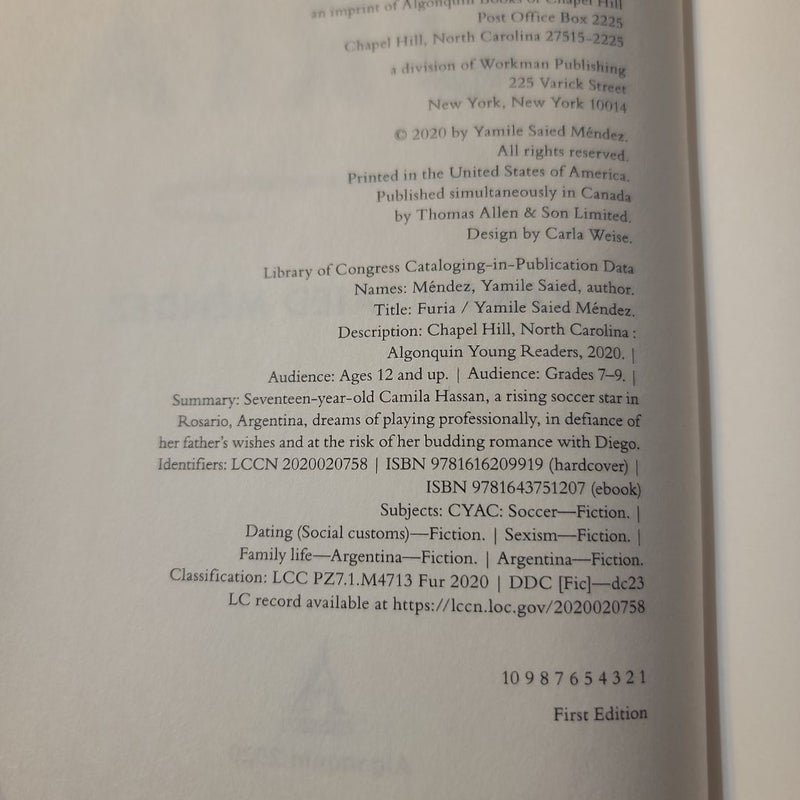 an imprint of Algonquin Books of Chapel Hill
Post Office Box 2225
Chapel Hill, North Carolina 27515-2225
a division of Workman Publishing
225 Varick Street
New York, New York 10014
© 2020 by Yamile Saied Méndez.
All rights reserved.
Printed in the United States of America.
Published simultaneously in Canada
by Thomas Allen & Son Limited.
Design by Carla Weise.
Library of Congress Cataloging-in-Publication Data
Names: Méndez, Yamile Saied, author.
Title: Furia / Yamile Saied Méndez.
Description: Chapel Hill, North Carolina :
Algonquin Young Readers, 2020. |
Audience: Ages 12 and up. | Audience: Grades 7–9. |
Summary: Seventeen-year-old Camila Hassan, a rising soccer star in
Rosario, Argentina, dreams of playing professionally, in defiance of
her father's wishes and at the risk of her budding romance with Diego.
Identifiers: LCCN 2020020758 | ISBN 9781616209919 (hardcover) |
ISBN 9781643751207 (ebook)
Subjects: CYAC: Soccer—Fiction. |
Dating (Social customs)—Fiction. | Sexism—Fiction. |
Family life—Argentina—Fiction. | Argentina—Fiction.
Classification: LCC PZ7.1.M4713 Fur 2020 | DDC [Fic]—dc23
LC record available at https://lccn.loc.gov/2020020758
10 9 8 7 6 5 4 3 2 1
First Edition